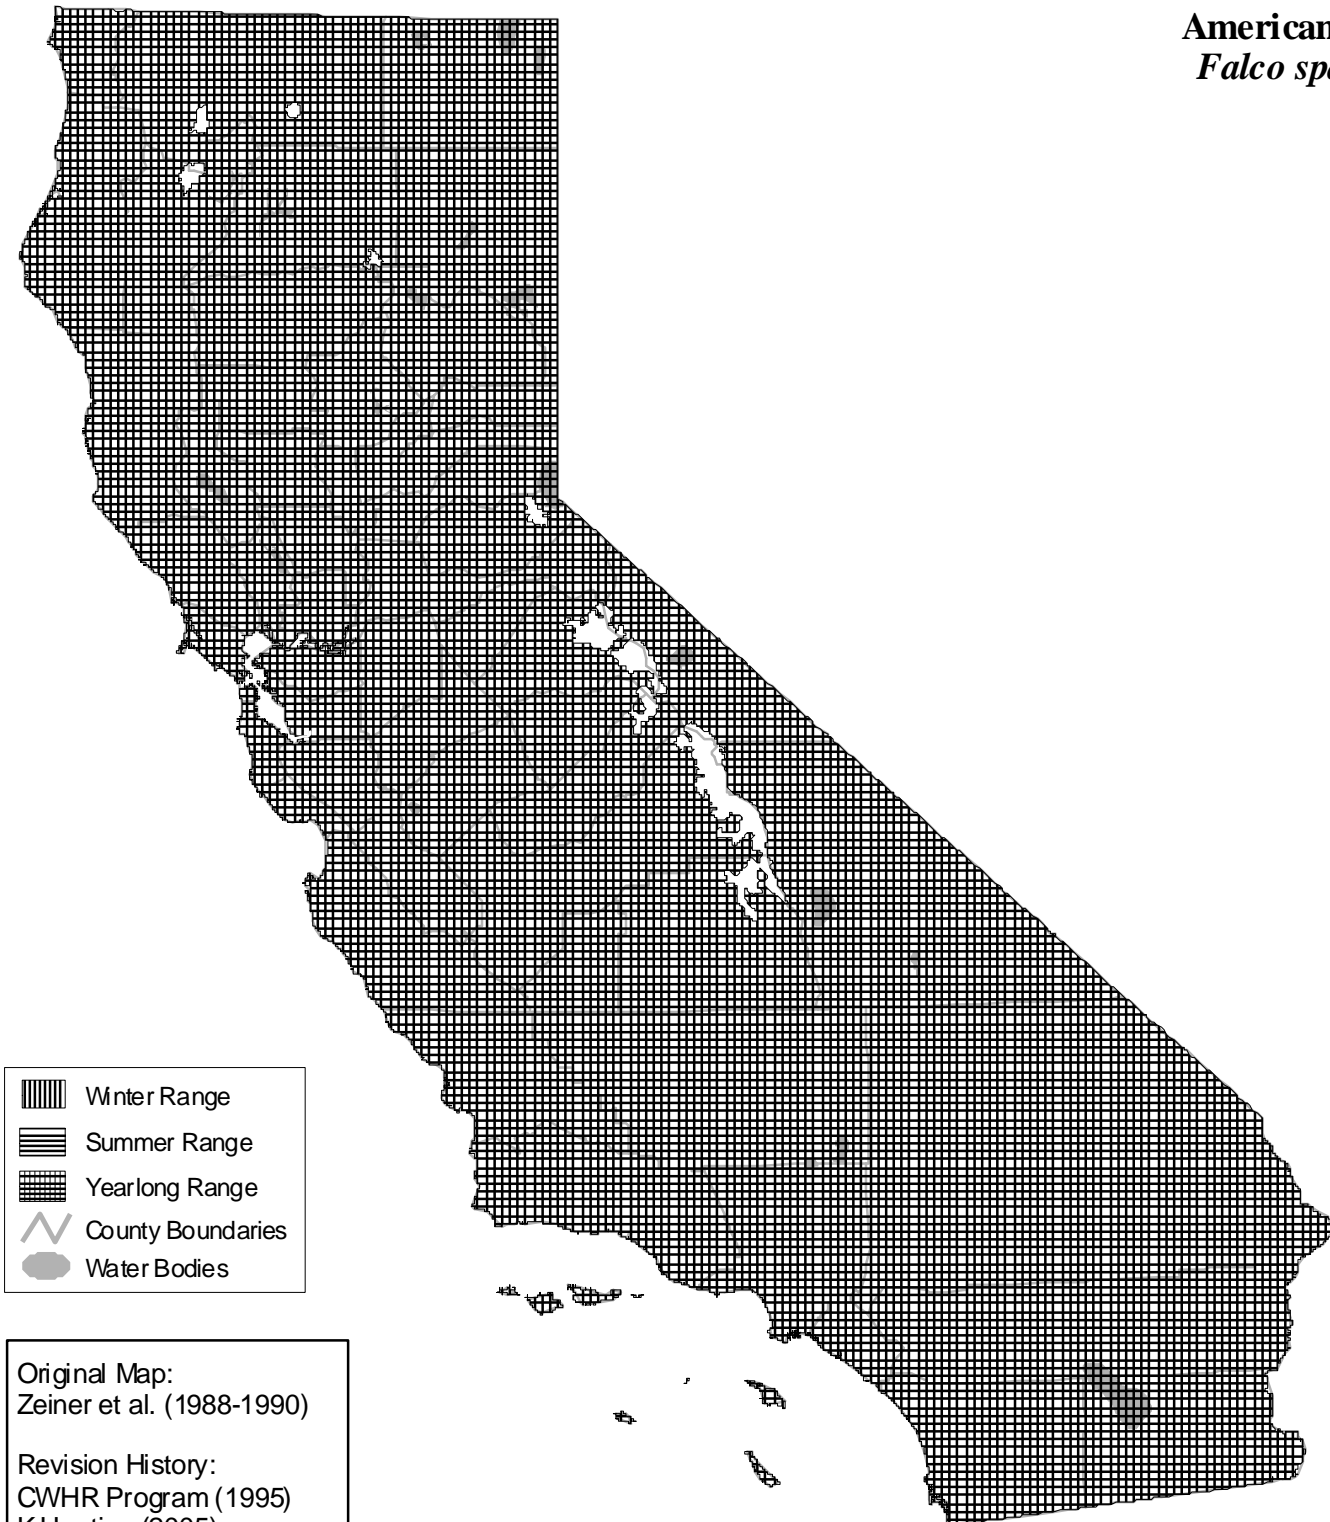 American
Falco
Winter Range
Summer Range
Yearlong Range
County Boundaries
Water Bodies
Original Map:
Zeiner et al. (1988-1990)
Revision History:
CWHR Program (1995)